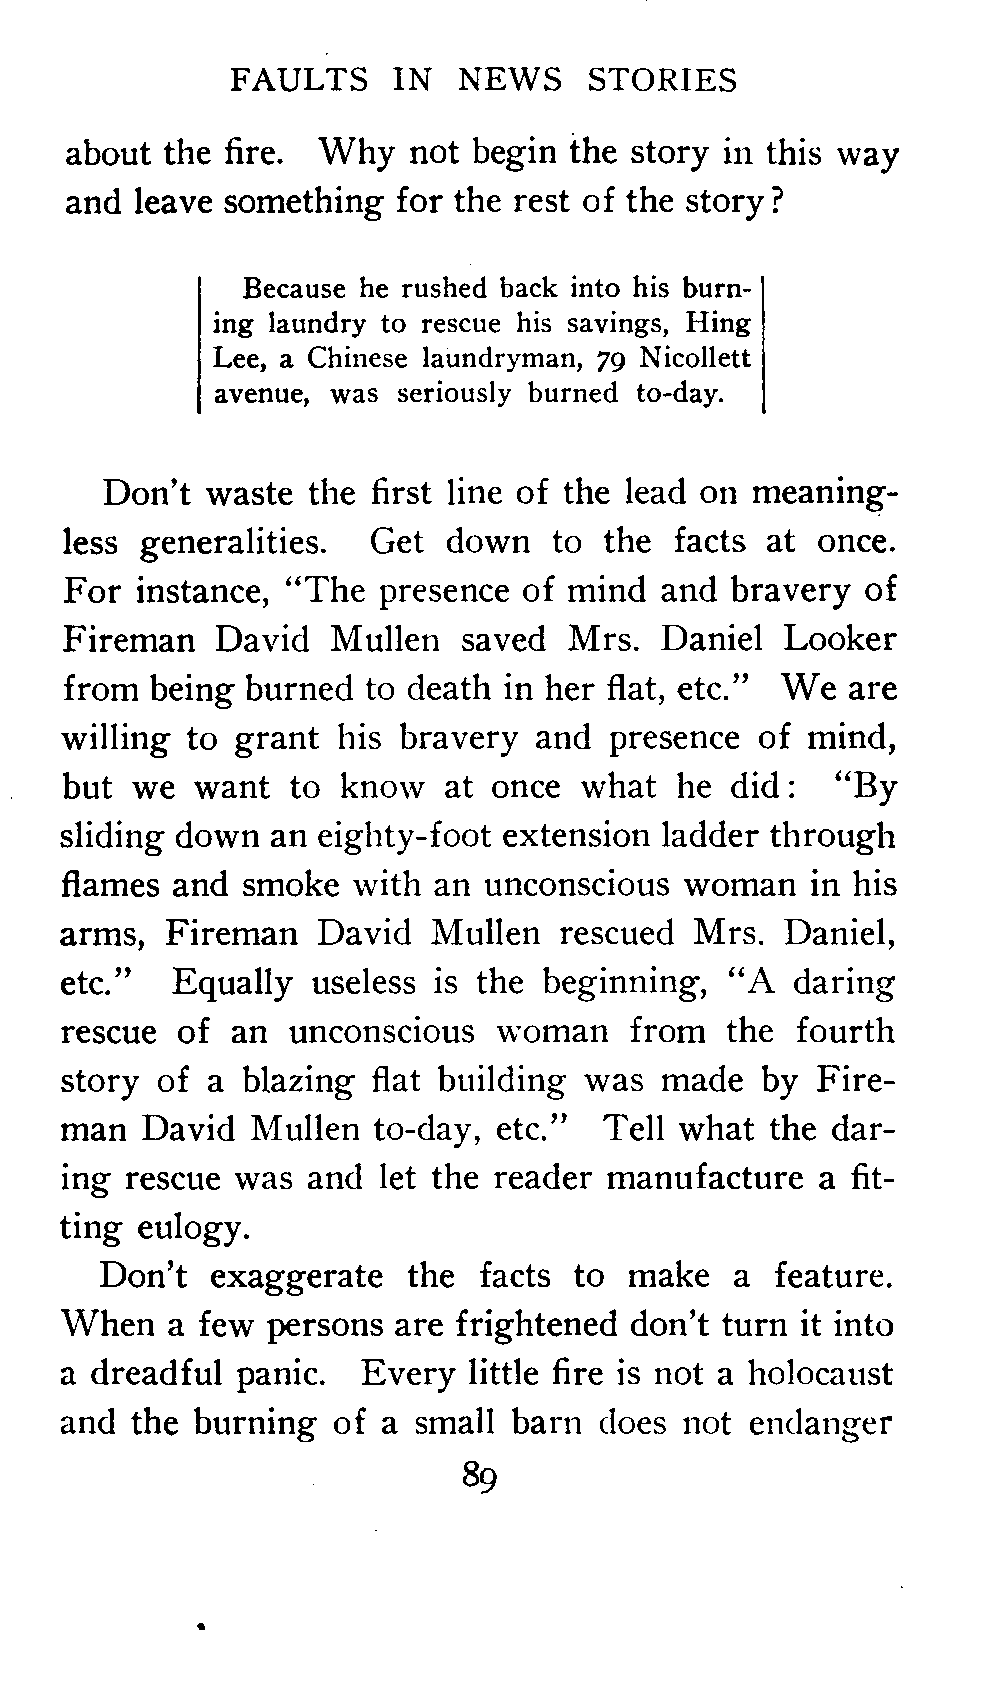 FAULTS IN NEWS STORIES
about the fire. Why not begin the story in this way
and leave something for the rest of the story?
Because he rushed back into his burn-
ing laundry to rescue his savings, Hing
Lee, a Chinese laundryman, 79 Nicollett
avenue, was seriously burned to-day.
Don't waste the first line of the lead on meaning-
less generalities. Get down to the facts at once.
For instance, "The presence of mind and bravery of
Fireman David Mullen saved Mrs. Daniel Looker
from being burned to death in her flat, etc." We are
willing to grant his bravery and presence of mind,
but we want to know at once what he did: "By
sliding down an eighty-foot extension ladder through
flames and smoke with an unconscious woman in his
arms, Fireman David Mullen rescued Mrs. Daniel,
etc." Equally useless is the beginning, "A daring
rescue of an unconscious woman from the fourth
story of a blazing flat building was made by Fire-
man David Mullen to-day, etc." Tell what the dar-
ing rescue was and let the reader manufacture a fit-
ting eulogy.
Don't exaggerate the facts to make a feature.
When a few persons are frightened don't turn it into
a dreadful panic. Every little fire is not a holocaust
and the burning of a small barn does not endanger
89